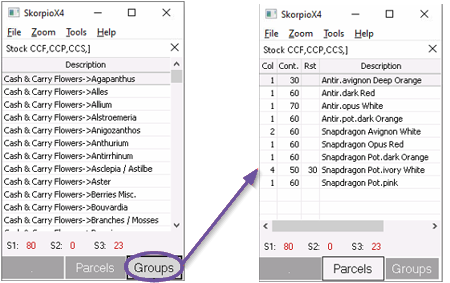 SkorpioX4
File Zoom Tools Help
Stock CCF,CCP,CCS,]
Description
Cash & Carry Flowers->Agapanthus
Cash & Carry Flowers->Alles
Cash & Carry Flowers->Allium
Cash & Carry Flowers->Alstroemeria
Cash & Carry Flowers->Anigozanthos
Cash & Carry Flowers->Anthurium
Cash & Carry Flowers->Antirrhinum
Cash & Carry Flowers->Asclepia / Astilbe
Cash & Carry Flowers->Aster
Cash & Carry Flowers->Berries Misc.
Cash & Carry Flowers->Bouvardia
Cash & Carry Flowers->Branches / Mosses
S1: 80 S2: 0 S3: 23
. Parcels Groups
SkorpioX4
File Zoom Tools Help
Stock CCF,CCP,CCS,]
Col Cont. Rst Description
1 30 Antir.avignon Deep Orange
1 60 Antir.dark Red
1 70 Antir.opus White
1 60 Antir.pot.dark Orange
2 60 Snapdragon Avignon White
1 60 Snapdragon Opus Red
1 60 Snapdragon Pot.dark Orange
4 50 30 Snapdragon Pot.ivory White
1 60 Snapdragon Pot.pink
S1: 80 S2: 0 S3: 23
. Parcels Groups